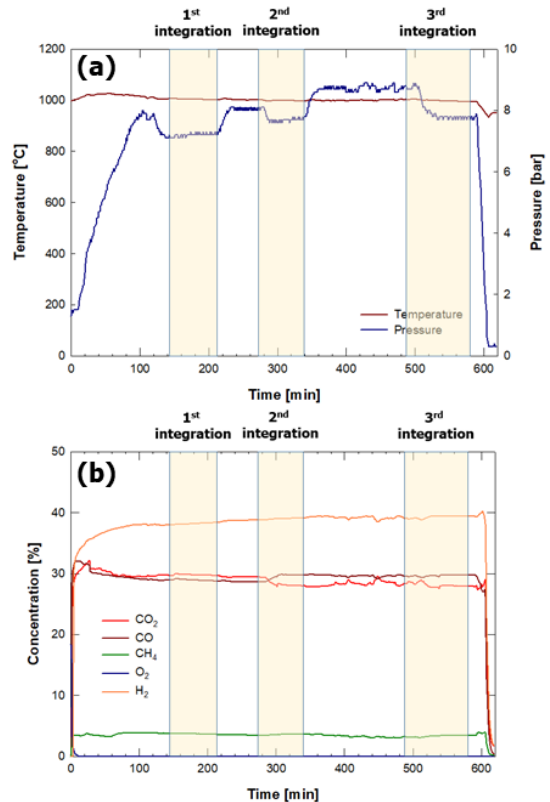 1st 2nd 3rd
integration integration integration
(a)
1200
1000
800
600
400
200
0
Temperature [°C]
10
8
6
4
2
0
Pressure [bar]
Temperature
Pressure
0 100 200 300 400 500 600
Time [min]
1st 2nd 3rd
integration integration integration
(b)
50
40
30
20
10
0
Concentration [%]
CO2
CO
CH4
O2
H2
0 100 200 300 400 500 600
Time [min]